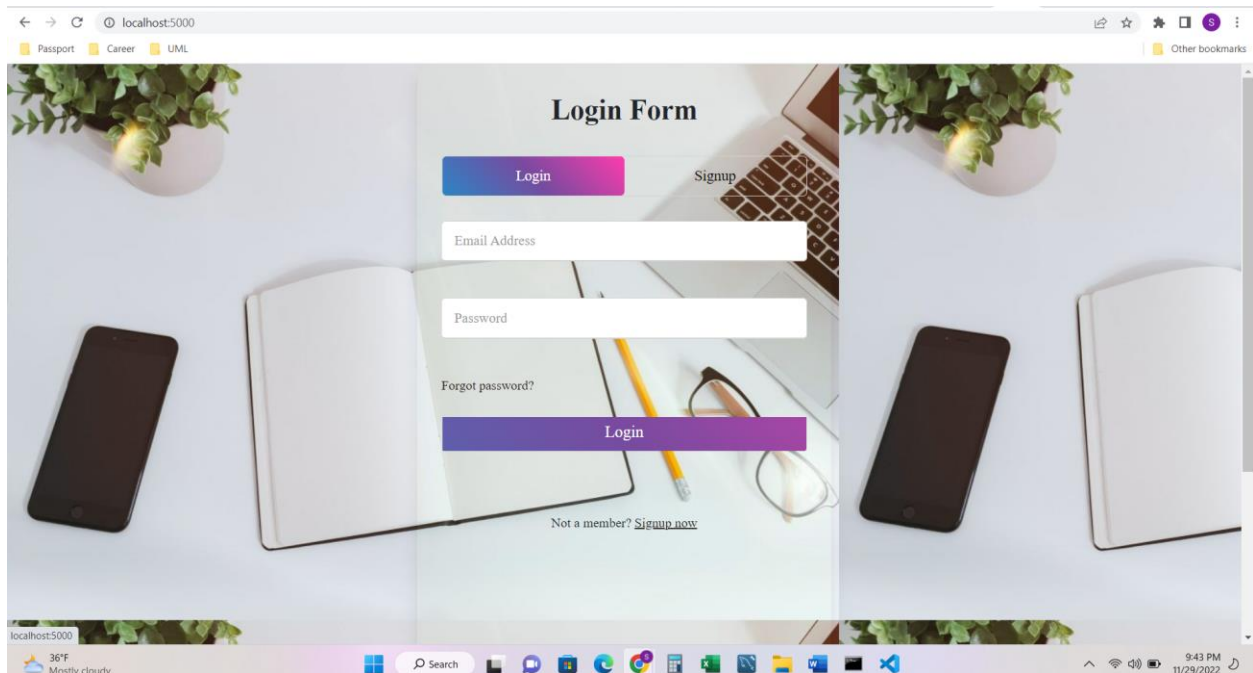 localhost:5000
Passport Career UML Other bookmarks
Login Form
Login Signup
Email Address
Password
Forgot password?
Login
Not a member? Signup now
localhost:5000
36°F
Mostly cloudy
Search
9:43 PM
11/29/2022